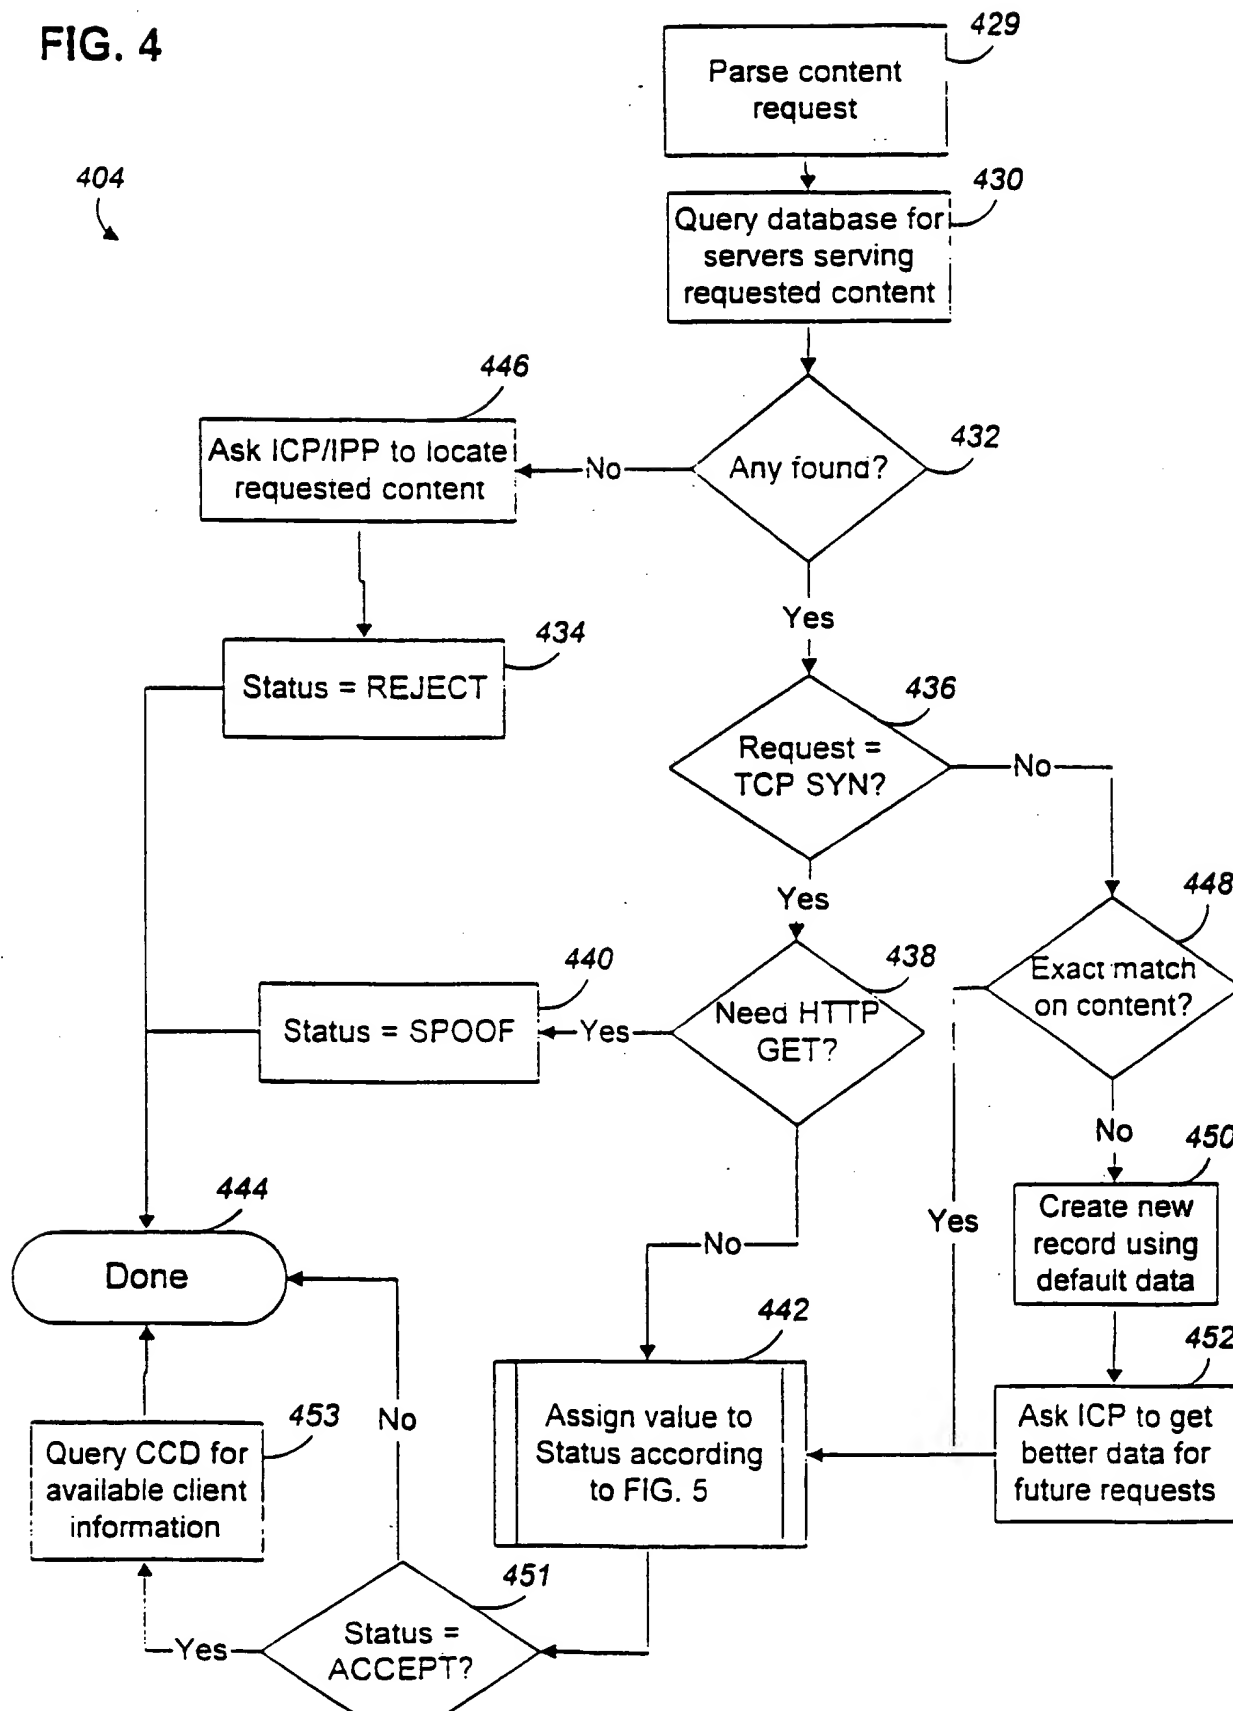 FIG. 4
429
Parse content
request
404
430
Query database for
servers serving
requested content
446
Ask ICP/IPP to locate
requested content
No
Any found?
432
Yes
434
Status = REJECT
436
Request =
TCP SYN?
No
Yes
448
Exact match
on content?
440
Status = SPOOF
Yes
438
Need HTTP
GET?
No
450
Create new
record using
default data
Yes
444
Done
No
442
Assign value to
Status according
to FIG. 5
452
Ask ICP to get
better data for
future requests
453
Query CCD for
available client
information
No
451
Status =
ACCEPT?
Yes